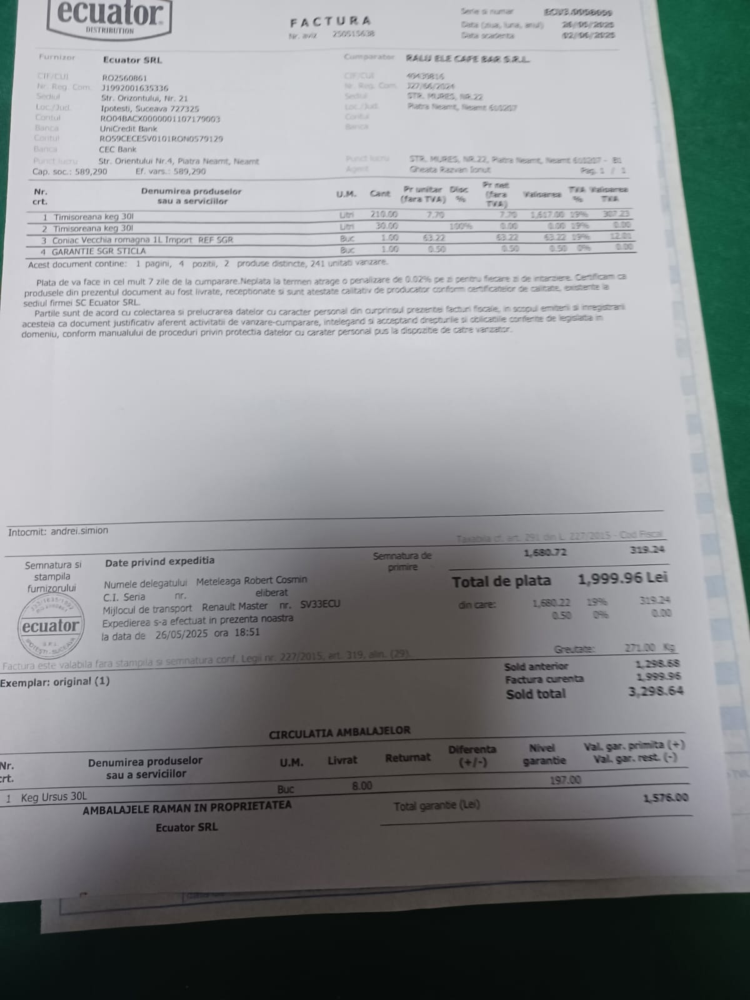 ecuator
DISTRIBUTION
FACTURA
Nr. aviz 250515638
Serie si numar
Data (ziua, luna, anul) 26/05/2025
Data scadenta 02/06/2025
Furnizor Ecuator SRL
Cumparator RALU ELE CAFE BAR S.R.L.
CIF/CUI RO2560861
CIF/CUI
Nr. Reg. Com. J1992001635336
Nr. Reg. Com. J27/66/2024
Sediul Str. Orizontului, Nr. 21
Sediul STR. MURES, NR.22
Loc./Jud. Ipotesti, Suceava 727325
Loc./Jud. Piatra Neamt, Neamt 610207
Contul RO04BACX0000001107179003
Contul
Banca UniCredit Bank
Banca
Contul RO59CECESV0101RON0579129
Banca CEC Bank
Punct lucru Str. Orientului Nr.4, Piatra Neamt, Neamt
Punct lucru STR. MURES, NR.22, Piatra Neamt, Neamt 610207 -
Cap. soc.: 589,290 Ef. vars.: 589,290
Agent Gheata Razvan Ionut Pag. 1 / 1
Nr. crt. Denumirea produselor sau a serviciilor U.M. Cant Pr unitar (fara TVA) Disc % Pr net (fara TVA) Valoarea TVA % Valoarea TVA
1 Timisoreana keg 30l Litri 210.00 7.70 7.70 1,617.00 19% 307.23
2 Timisoreana keg 30l Litri 30.00 100% 0.00 0.00 19% 0.00
3 Coniac Vecchia romagna 1L Import REF SGR Buc 1.00 63.22 63.22 63.22 19% 12.01
4 GARANTIE SGR STICLA Buc 1.00 0.50 0.50 0.50 0% 0.00
Acest document contine: 1 pagini, 4 pozitii, 2 produse distincte, 241 unitati vanzare.
Plata de va face in cel mult 7 zile de la cumparare.Neplata la termen atrage o penalizare de 0.02% pe zi pentru fiecare zi de intarziere. Certificam ca
produsele din prezentul document au fost livrate, receptionate si sunt atestate calitativ de producator conform certificatelor de calitate, existente la
sediul firmei SC Ecuator SRL.
Partile sunt de acord cu colectarea si prelucrarea datelor cu caracter personal din curprinsul prezentei facturi fiscale, in scopul emiterii si inregistrarii
acesteia ca document justificativ aferent activitatii de vanzare-cumparare, intelegand si acceptand drepturile si obligatiile conferite de legislatia in
domeniu, conform manualului de proceduri privin protectia datelor cu carater personal pus la dispozitie de catre vanzator.
Intocmit: andrei.simion
Taxabila cf. art. 291 din L. 227/2015 - Cod Fiscal
Semnatura si stampila furnizorului
Date privind expeditia
Semnatura de primire
1,680.72 319.24
Numele delegatului Meteleaga Robert Cosmin
Total de plata 1,999.96 Lei
C.I. Seria nr. eliberat
din care: 1,680.22 19% 319.24
Mijlocul de transport Renault Master nr. SV33ECU
0.50 0% 0.00
Expedierea s-a efectuat in prezenta noastra
la data de 26/05/2025 ora 18:51
ecuator
S.R.L.
IPOTEȘTI - SUCEAVA
Greutate: 271.00 Kg
Factura este valabila fara stampila si semnatura conf. Legii nr. 227/2015, art. 319, alin. (29).
Sold anterior 1,298.68
Exemplar: original (1)
Factura curenta 1,999.96
Sold total 3,298.64
CIRCULATIA AMBALAJELOR
Nr. crt. Denumirea produselor sau a serviciilor U.M. Livrat Returnat Diferenta (+/-) Nivel garantie Val. gar. primita (+) Val. gar. rest. (-)
1 Keg Ursus 30L Buc 8.00 197.00
AMBALAJELE RAMAN IN PROPRIETATEA
Total garantie (Lei) 1,576.00
Ecuator SRL